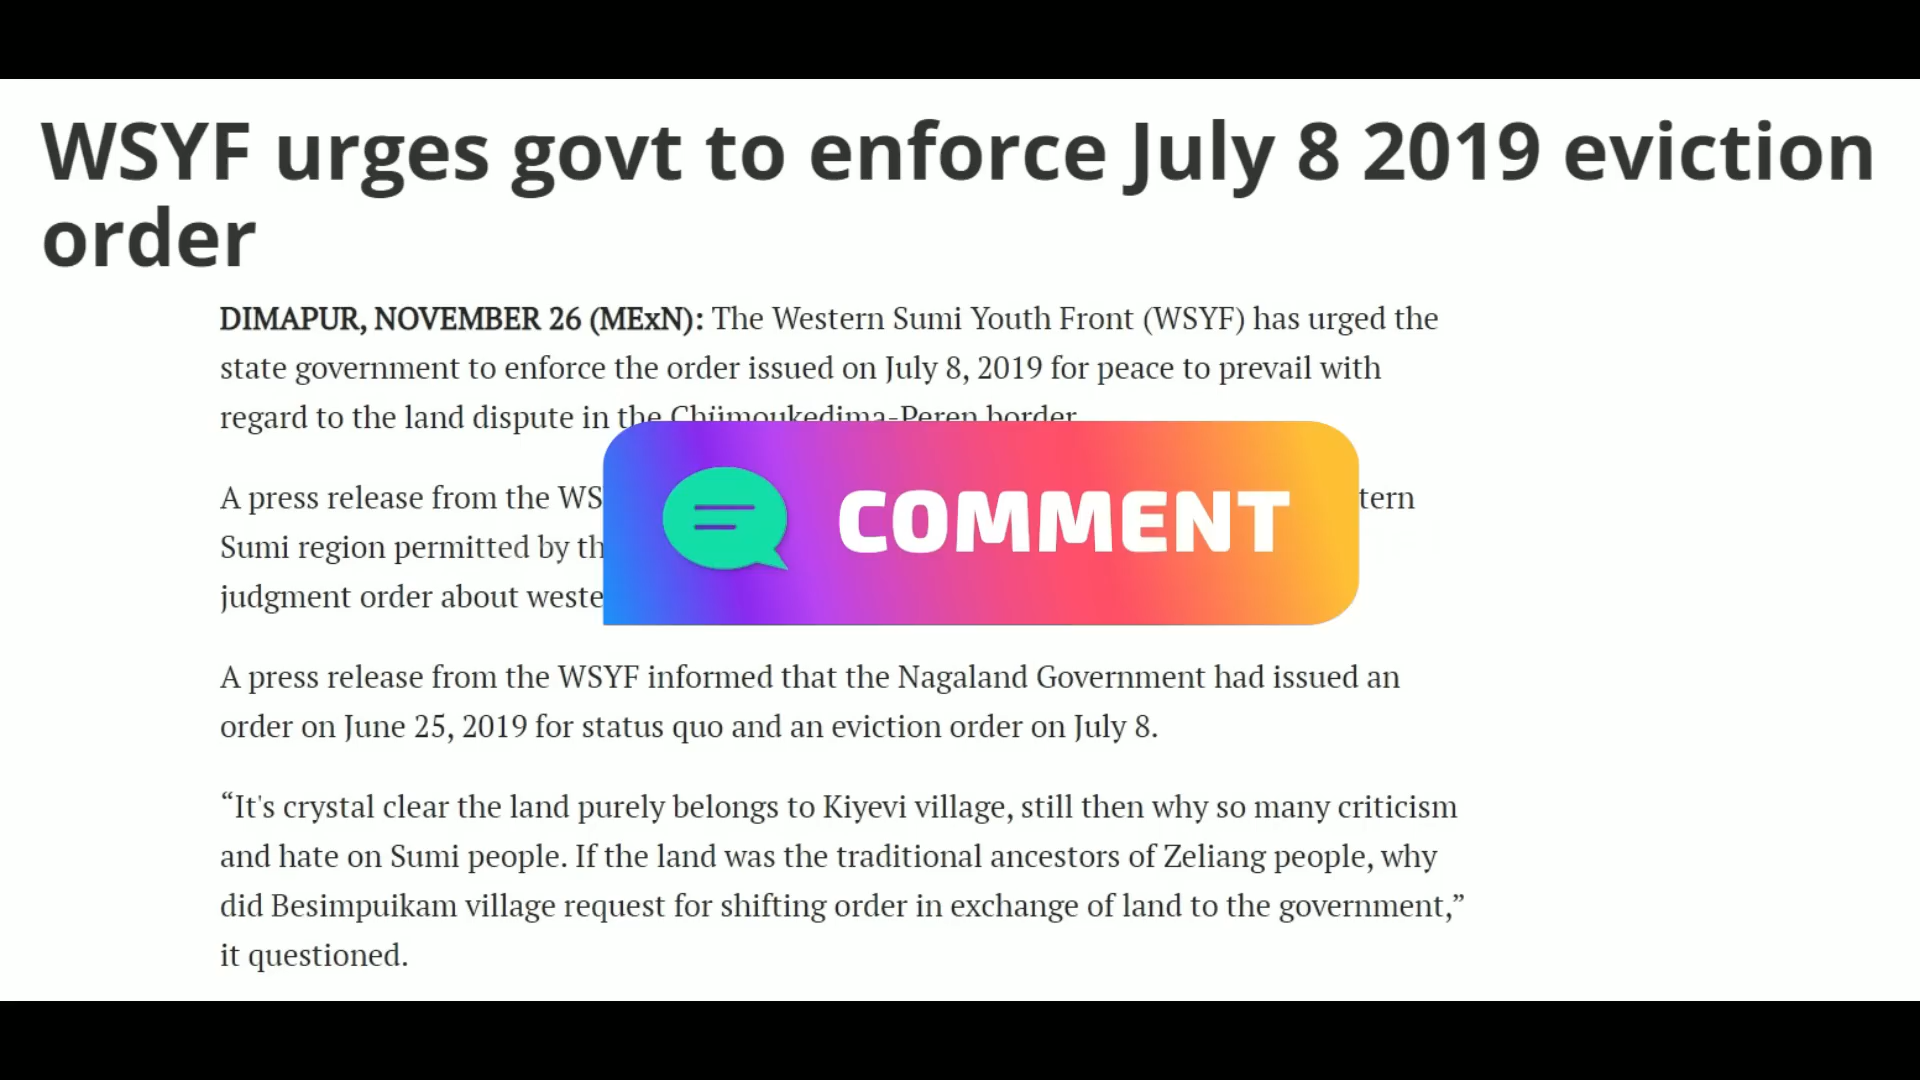 WSYF urges govt to enforce July 8 2019 eviction
order
DIMAPUR, NOVEMBER 26 (MExN): The Western Sumi Youth Front (WSYF) has urged the
state government to enforce the order issued on July 8, 2019 for peace to prevail with
regard to the land dispute in the Chümoukedima-Peren border.
A press release from the
Sumi region permitted by
judgment order about
COMMENT
A press release from the WSYF informed that the Nagaland Government had issued an
order on June 25, 2019 for status quo and an eviction order on July 8.
“It's crystal clear the land purely belongs to Kiyevi village, still then why so many criticism
and hate on Sumi people. If the land was the traditional ancestors of Zeliang people, why
did Besimpuikam village request for shifting order in exchange of land to the government,”
it questioned.